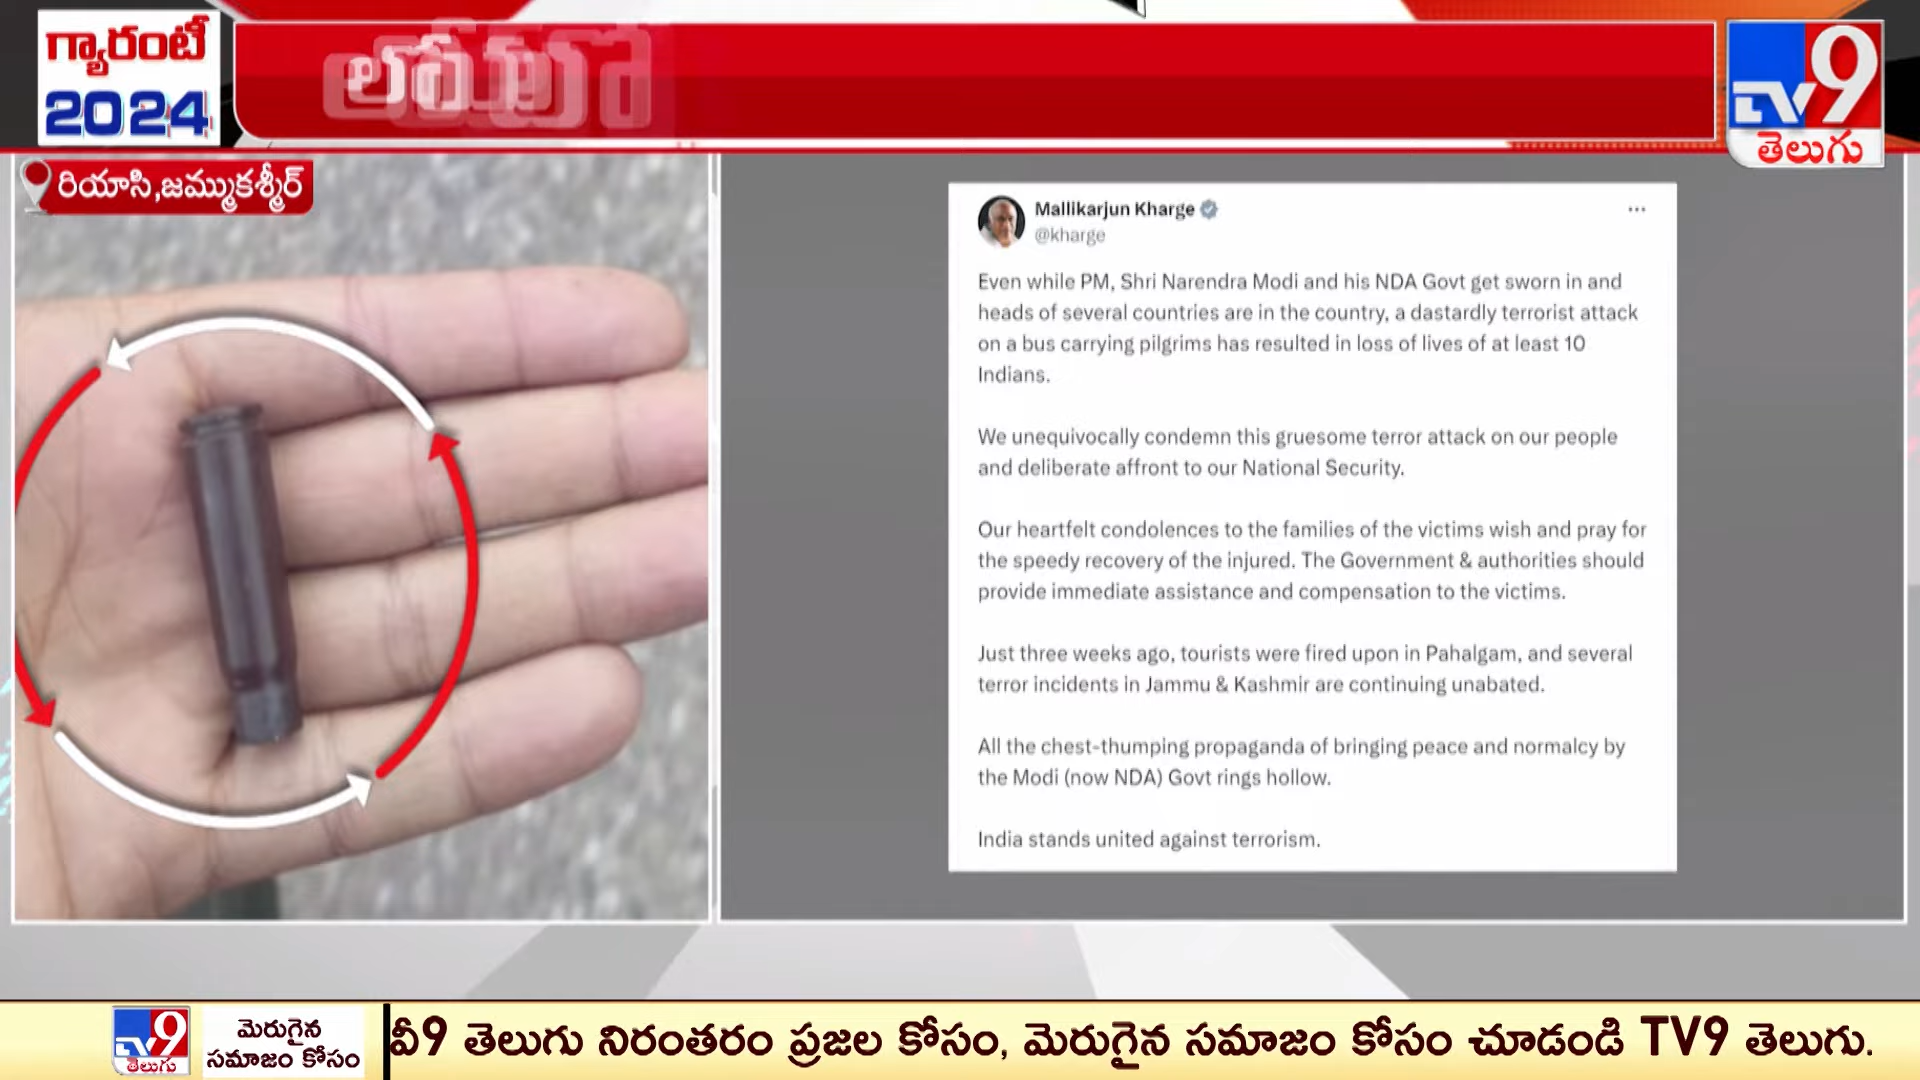 గ్యారంటీ
2024
TV9
తెలుగు
రియాసి,జమ్ముకశ్మీర్
Mallikarjun Kharge
@kharge
Even while PM, Shri Narendra Modi and his NDA Govt get sworn in and
heads of several countries are in the country, a dastardly terrorist attack
on a bus carrying pilgrims has resulted in loss of lives of at least 10
Indians.
We unequivocally condemn this gruesome terror attack on our people
and deliberate affront to our National Security.
Our heartfelt condolences to the families of the victims wish and pray for
the speedy recovery of the injured. The Government & authorities should
provide immediate assistance and compensation to the victims.
Just three weeks ago, tourists were fired upon in Pahalgam, and several
terror incidents in Jammu & Kashmir are continuing unabated.
All the chest-thumping propaganda of bringing peace and normalcy by
the Modi (now NDA) Govt rings hollow.
India stands united against terrorism.
TV9
తెలుగు
మెరుగైన
సమాజం కోసం
వీ9 తెలుగు నిరంతరం ప్రజల కోసం, మెరుగైన సమాజం కోసం చూడండి TV9 తెలుగు.